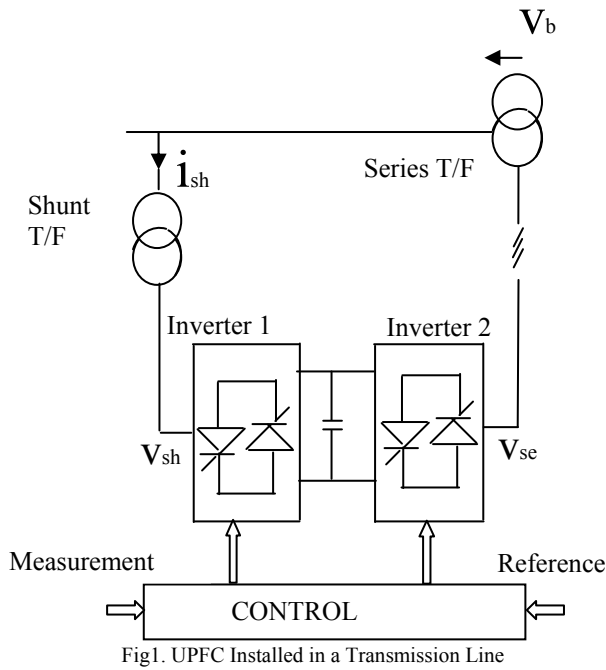 Vb
ish
Series T/F
Shunt
T/F
Inverter 1
Inverter 2
Vsh
Vse
Measurement
Reference
CONTROL
Fig1. UPFC Installed in a Transmission Line